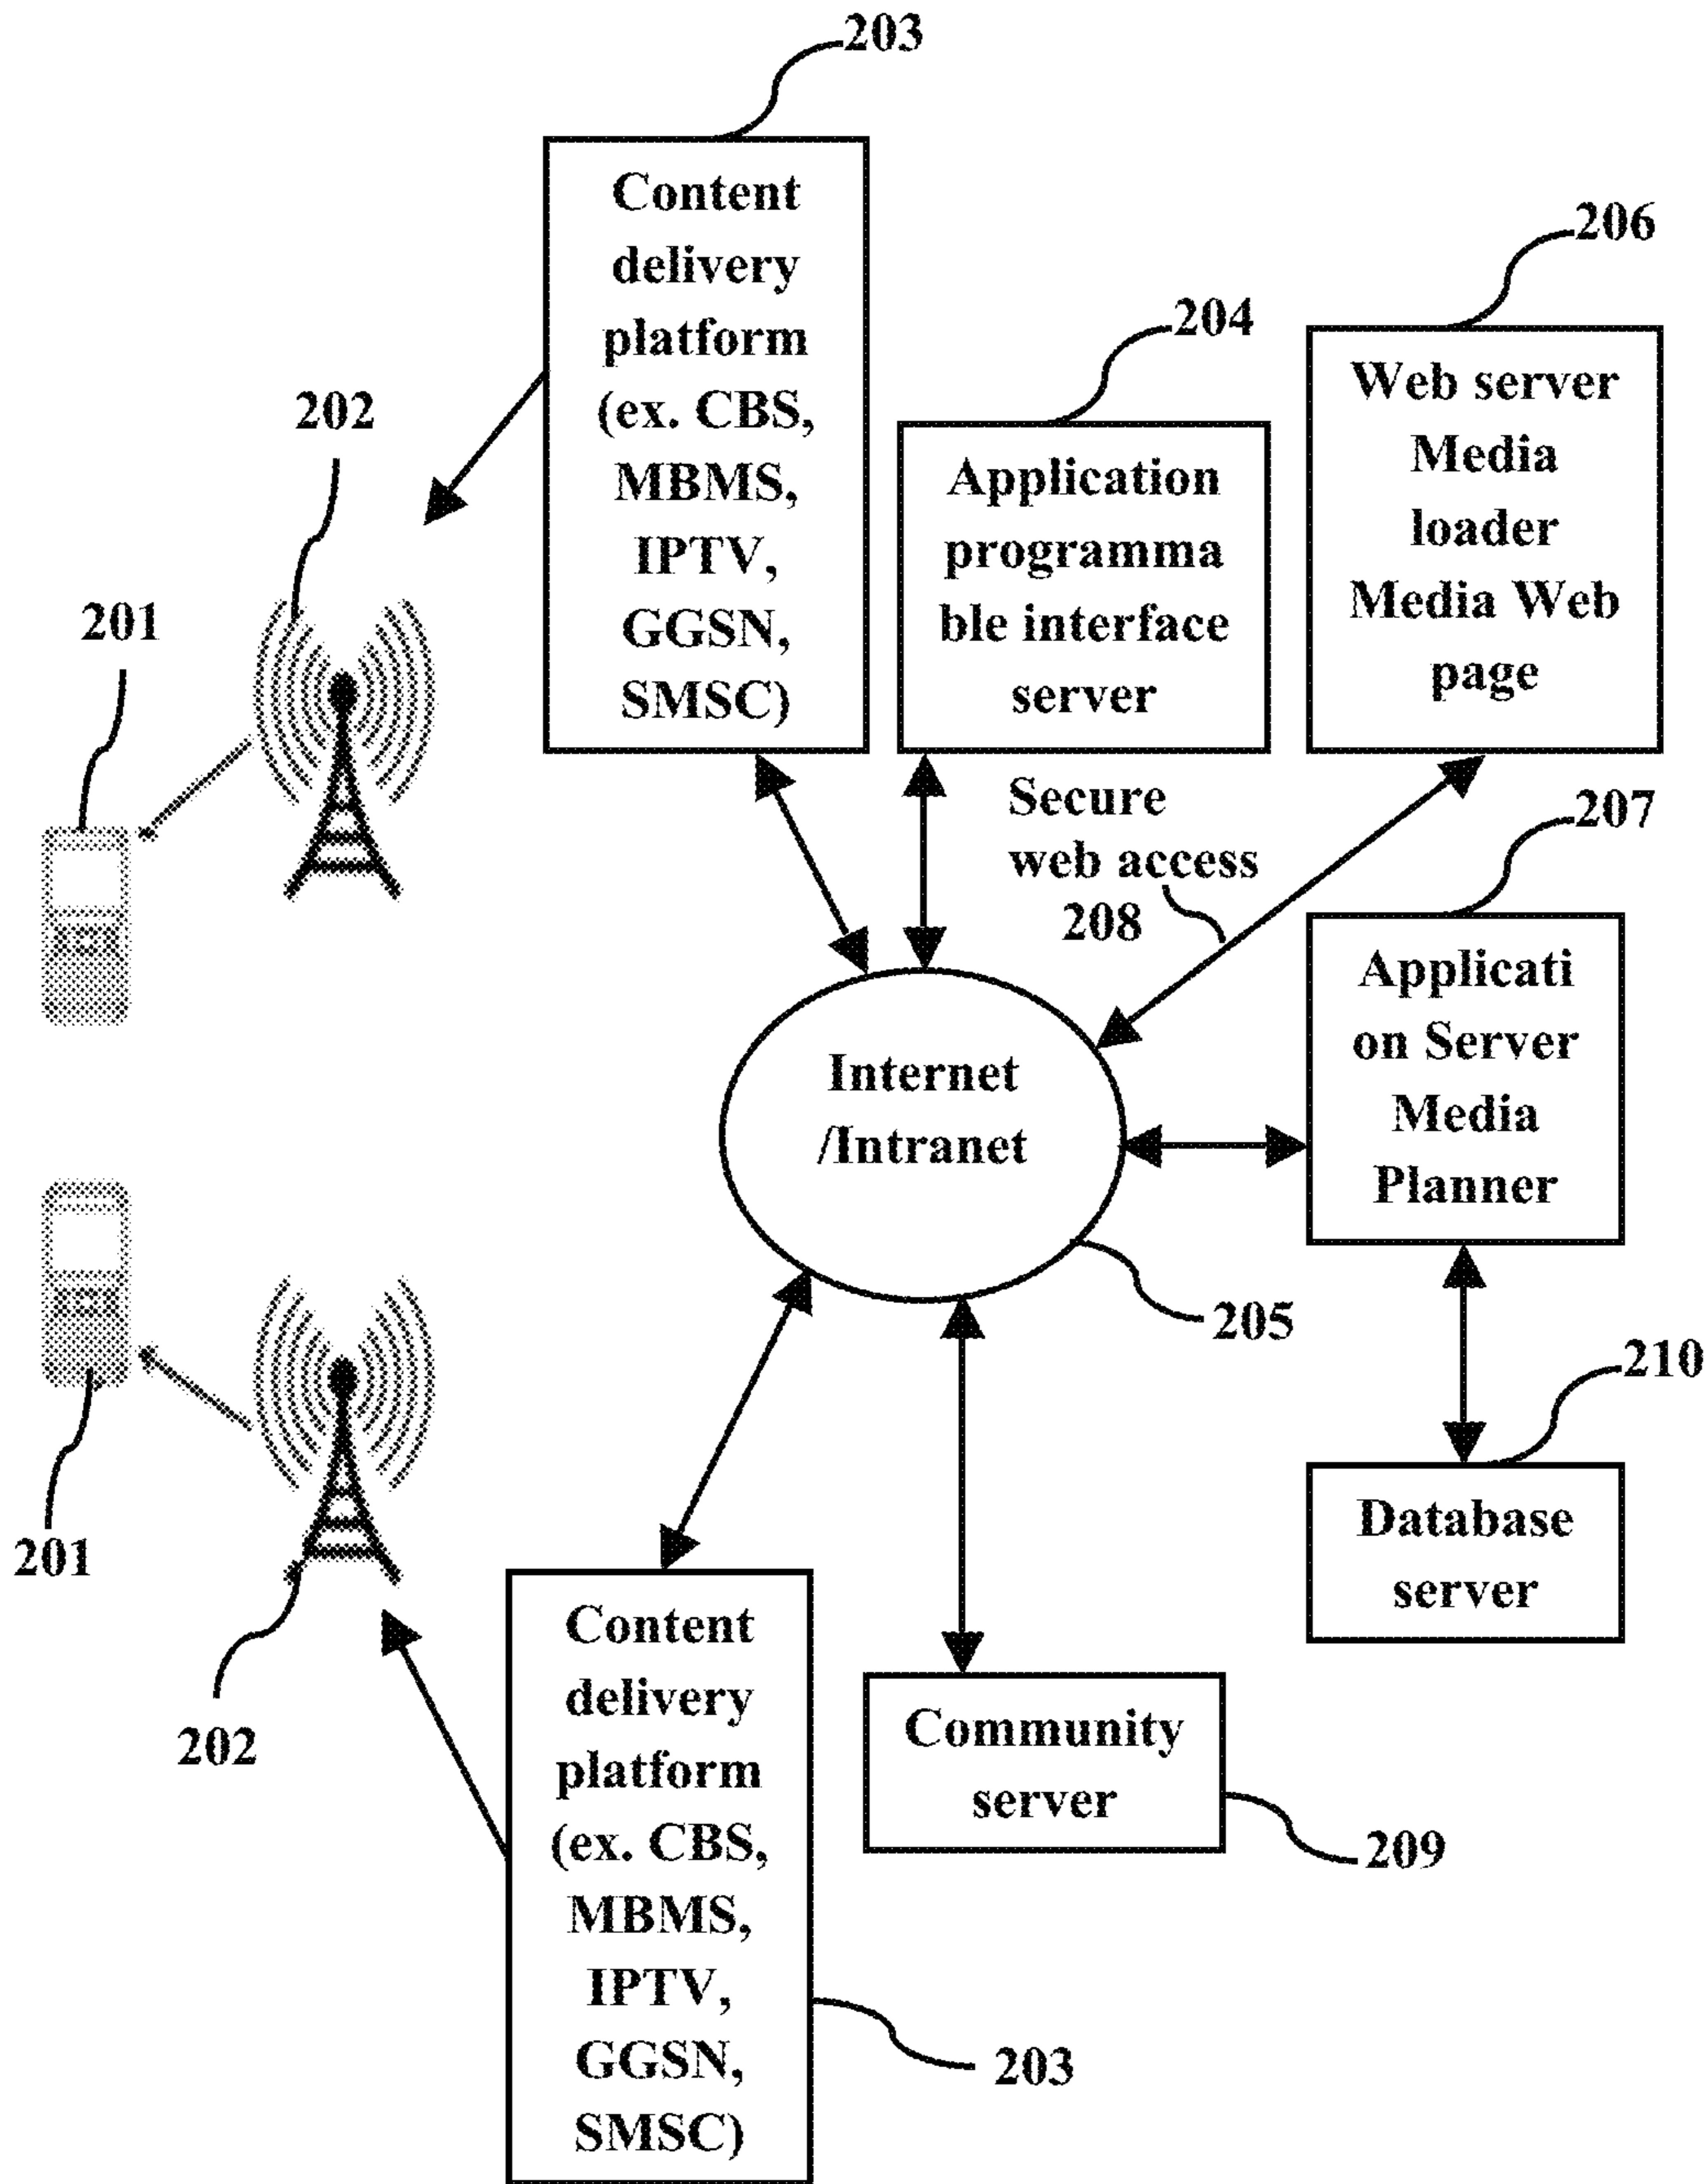 203
Content
delivery
platform
(ex. CBS,
MBMS,
IPTV,
GGSN,
SMSC)
206
204
Web server
Media
loader
Media Web
page
202
Application
programma
ble interface
server
201
Secure
web access
208
207
Applicati
on Server
Media
Planner
Internet
/Intranet
205
210
Database
server
201
202
Content
delivery
platform
(ex. CBS,
MBMS,
IPTV,
GGSN,
SMSC)
Community
server
209
203